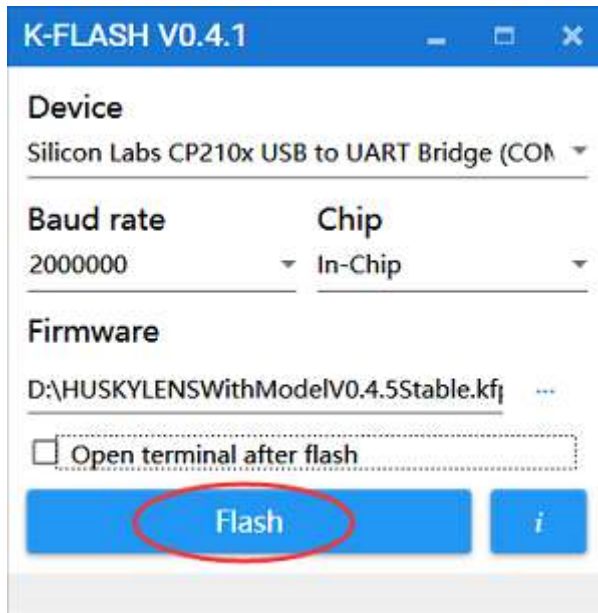 K-FLASH V0.4.1
Device
Silicon Labs CP210x USB to UART Bridge (CO
Baud rate Chip
2000000 In-Chip
Firmware
D:\HUSKYLENSWithModelV0.4.5Stable.kf
...
Open terminal after flash
Flash i